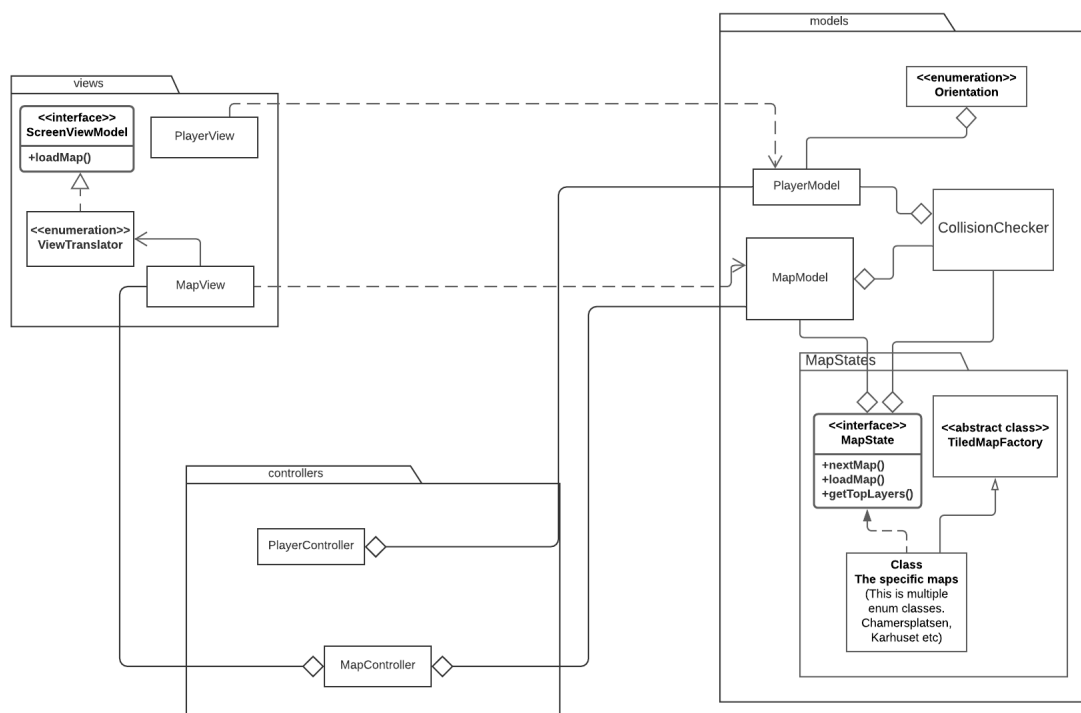 models
views
<<enumeration>>
Orientation
<<interface>>
ScreenViewModel
+loadMap()
PlayerView
PlayerModel
<<enumeration>>
ViewTranslator
CollisionChecker
MapView
MapModel
MapStates
<<interface>>
MapState
+nextMap()
+loadMap()
+getTopLayers()
<<abstract class>>
TiledMapFactory
controllers
PlayerController
Class
The specific maps
(This is multiple
enum classes.
Chamersplatsen,
Karhuset etc)
MapController